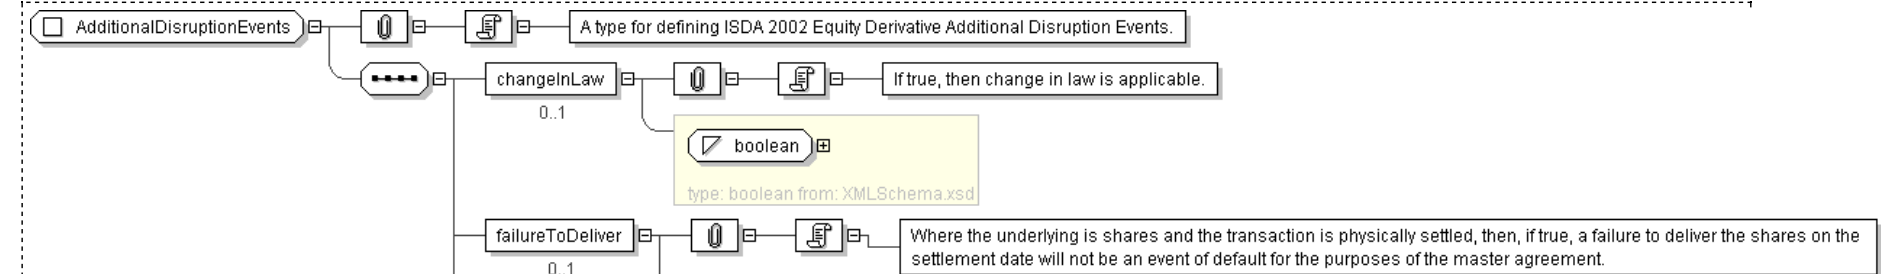 AdditionalDisruptionEvents
A type for defining ISDA 2002 Equity Derivative Additional Disruption Events.
changeInLaw
If true, then change in law is applicable.
0..1
boolean
type: boolean from: XMLSchema.xsd
failureToDeliver
Where the underlying is shares and the transaction is physically settled, then, if true, a failure to deliver the shares on the
settlement date will not be an event of default for the purposes of the master agreement.
0..1